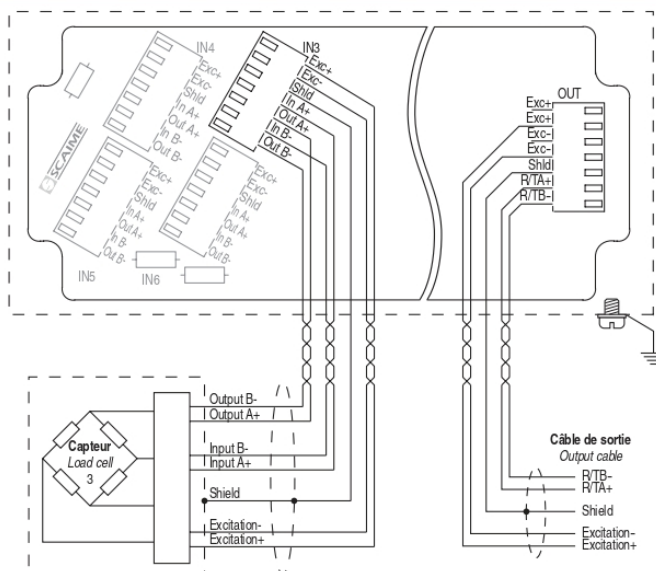 IN4
Exc+
Exc-
Shld
In A+
Out A+
In B-
Out B-
IN3
Exc+
Exc-
Shld
In A+
Out A+
In B-
Out B-
SCAIME
Exc+
Exc-
Shld
In A+
Out A+
In B-
Out B-
IN5
Exc+
Exc-
Shld
In A+
Out A+
In B-
Out B-
IN6
OUT
Exc+
Exc+
Exc-
Exc-
Shld
R/TA+
R/TB-
Capteur
Load cell
3
Output B-
Output A+
Input B-
Input A+
Shield
Excitation-
Excitation+
Câble de sortie
Output cable
R/TB-
R/TA+
Shield
Excitation-
Excitation+